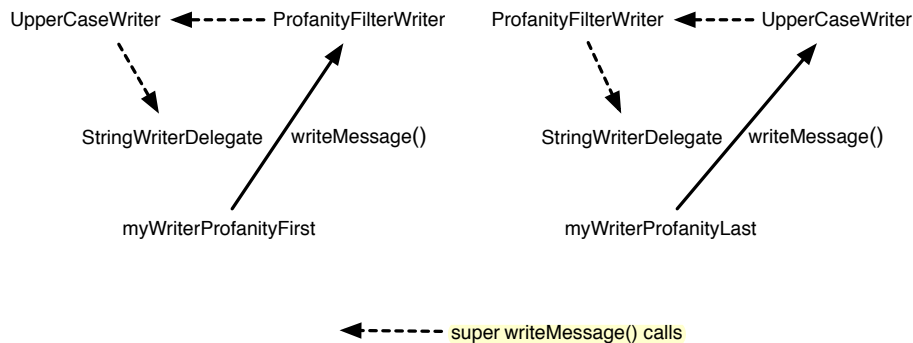 UpperCaseWriter ProfanityFilterWriter ProfanityFilterWriter UpperCaseWriter
StringWriterDelegate writeMessage() StringWriterDelegate writeMessage()
myWriterProfanityFirst myWriterProfanityLast
super writeMessage() calls